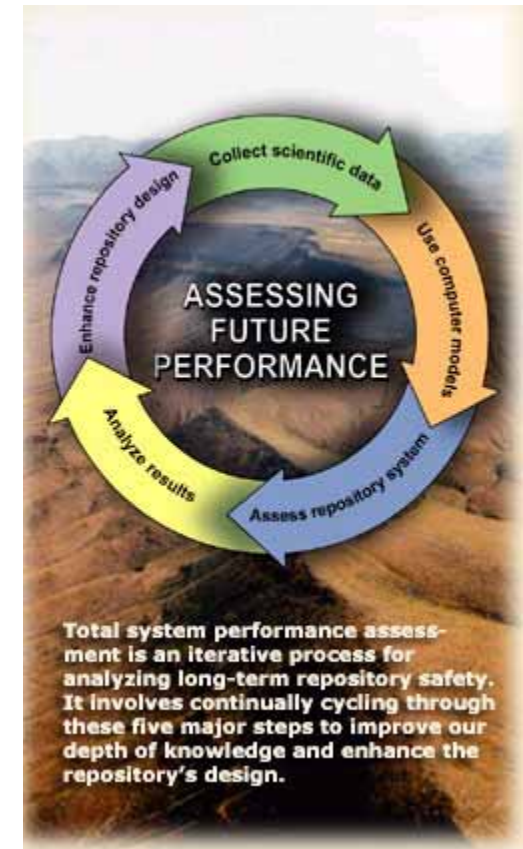 Collect scientific data
Use computer models
Assess repository system
Analyze results
Enhance repository design
ASSESSING
FUTURE
PERFORMANCE
Total system performance assess-
ment is an iterative process for
analyzing long-term repository safety.
It involves continually cycling through
these five major steps to improve our
depth of knowledge and enhance the
repository's design.